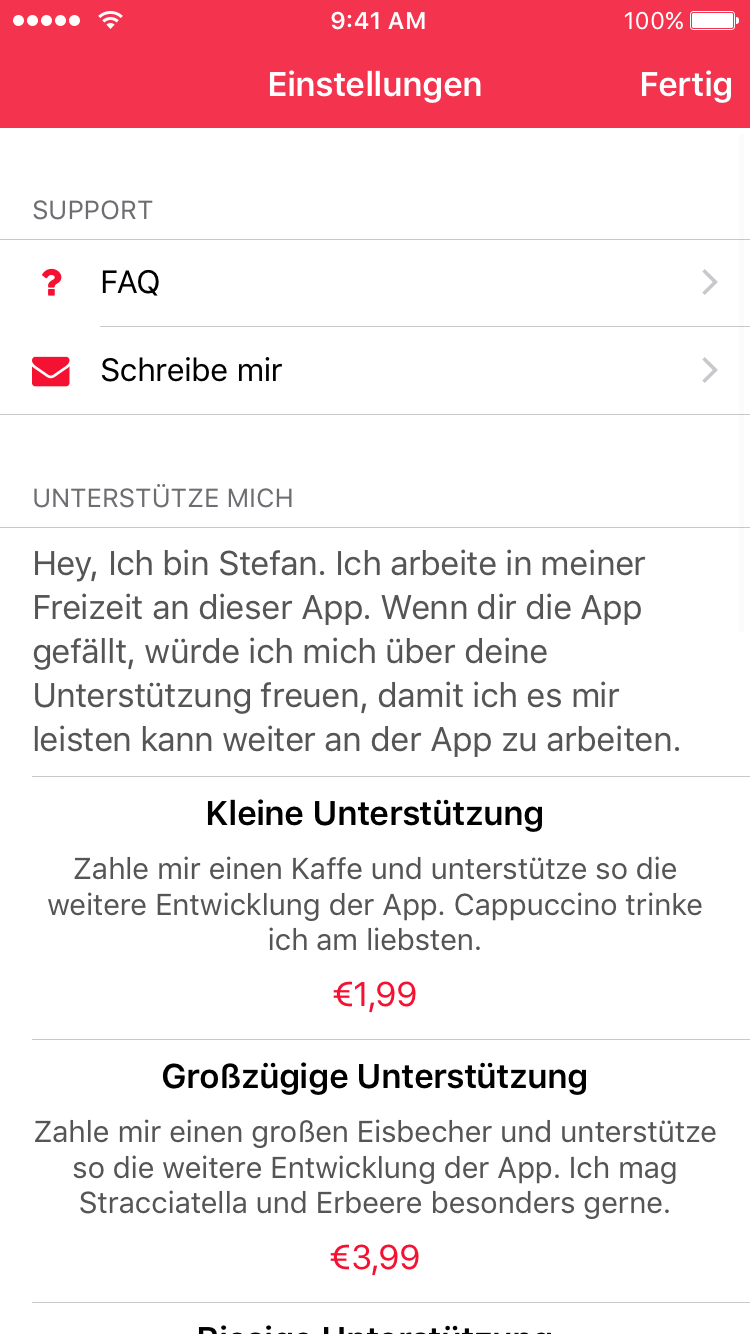 9:41 AM
100%
Einstellungen
Fertig
SUPPORT
FAQ
Schreibe mir
UNTERSTÜTZE MICH
Hey, Ich bin Stefan. Ich arbeite in meiner
Freizeit an dieser App. Wenn dir die App
gefällt, würde ich mich über deine
Unterstützung freuen, damit ich es mir
leisten kann weiter an der App zu arbeiten.
Kleine Unterstützung
Zahle mir einen Kaffe und unterstütze so die
weitere Entwicklung der App. Cappuccino trinke
ich am liebsten.
€1,99
Großzügige Unterstützung
Zahle mir einen großen Eisbecher und unterstütze
so die weitere Entwicklung der App. Ich mag
Stracciatella und Erbeere besonders gerne.
€3,99
Unterstützung